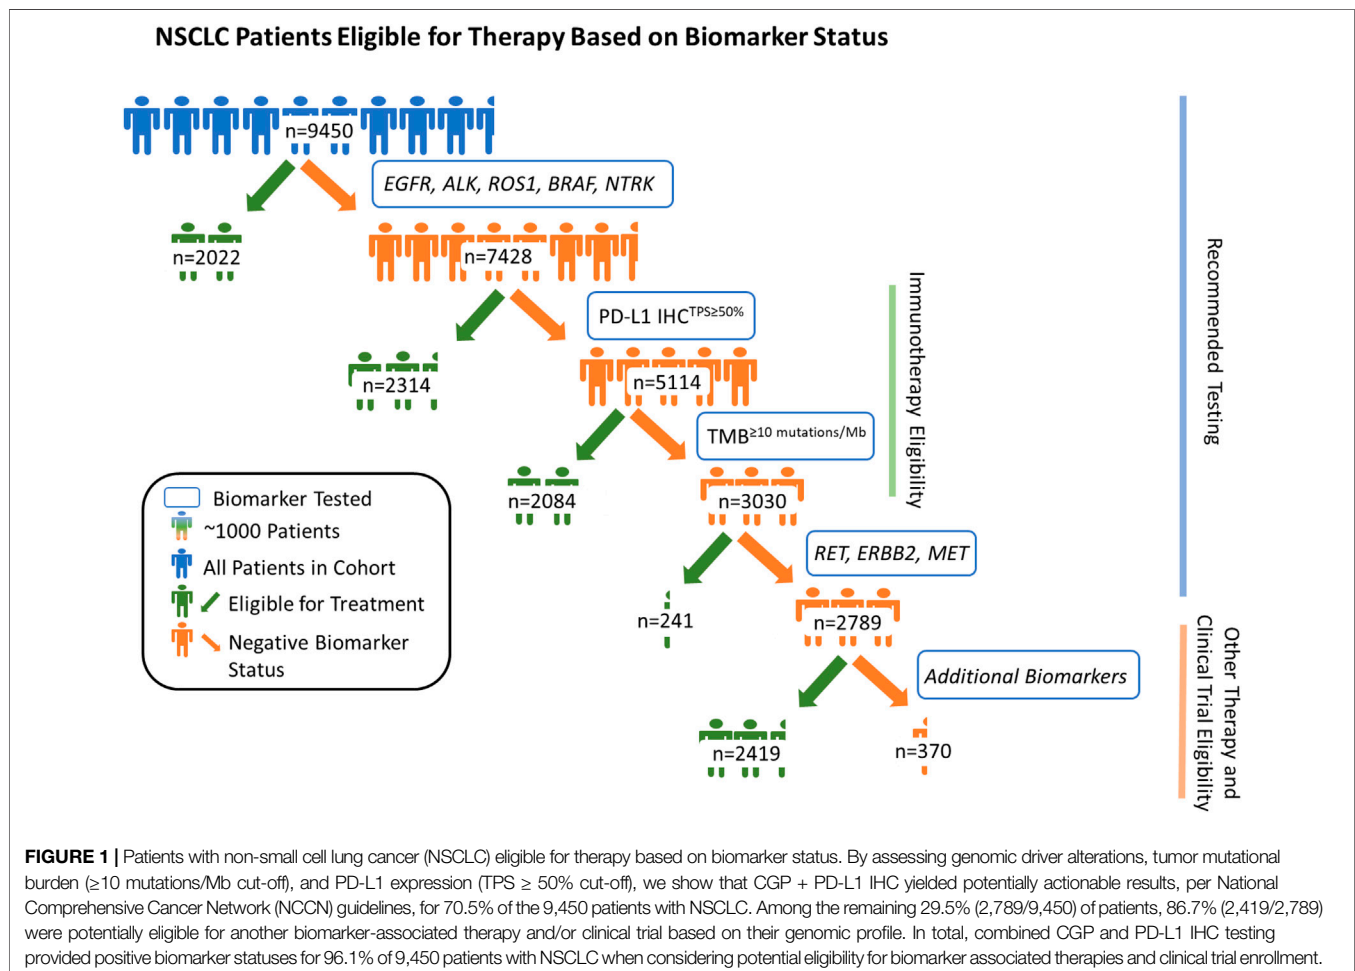 NSCLC Patients Eligible for Therapy Based on Biomarker Status
n=9450
EGFR, ALK, ROS1, BRAF, NTRK
n=2022
n=7428
PD-L1 IHC TPS≥50%
n=2314
n=5114
TMB ≥10 mutations/Mb
n=2084
n=3030
RET, ERBB2, MET
n=241
n=2789
Additional Biomarkers
n=2419
n=370
Immunotherapy Eligibility
Recommended Testing
Other Therapy and
Clinical Trial Eligibility
Biomarker Tested
~1000 Patients
All Patients in Cohort
Eligible for Treatment
Negative Biomarker
Status
FIGURE 1 | Patients with non-small cell lung cancer (NSCLC) eligible for therapy based on biomarker status. By assessing genomic driver alterations, tumor mutational
burden (≥10 mutations/Mb cut-off), and PD-L1 expression (TPS ≥ 50% cut-off), we show that CGP + PD-L1 IHC yielded potentially actionable results, per National
Comprehensive Cancer Network (NCCN) guidelines, for 70.5% of the 9,450 patients with NSCLC. Among the remaining 29.5% (2,789/9,450) of patients, 86.7% (2,419/2,789)
were potentially eligible for another biomarker-associated therapy and/or clinical trial based on their genomic profile. In total, combined CGP and PD-L1 IHC testing
provided positive biomarker statuses for 96.1% of 9,450 patients with NSCLC when considering potential eligibility for biomarker associated therapies and clinical trial enrollment.